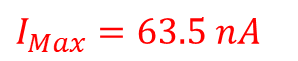 I_Max = 63.5 nA